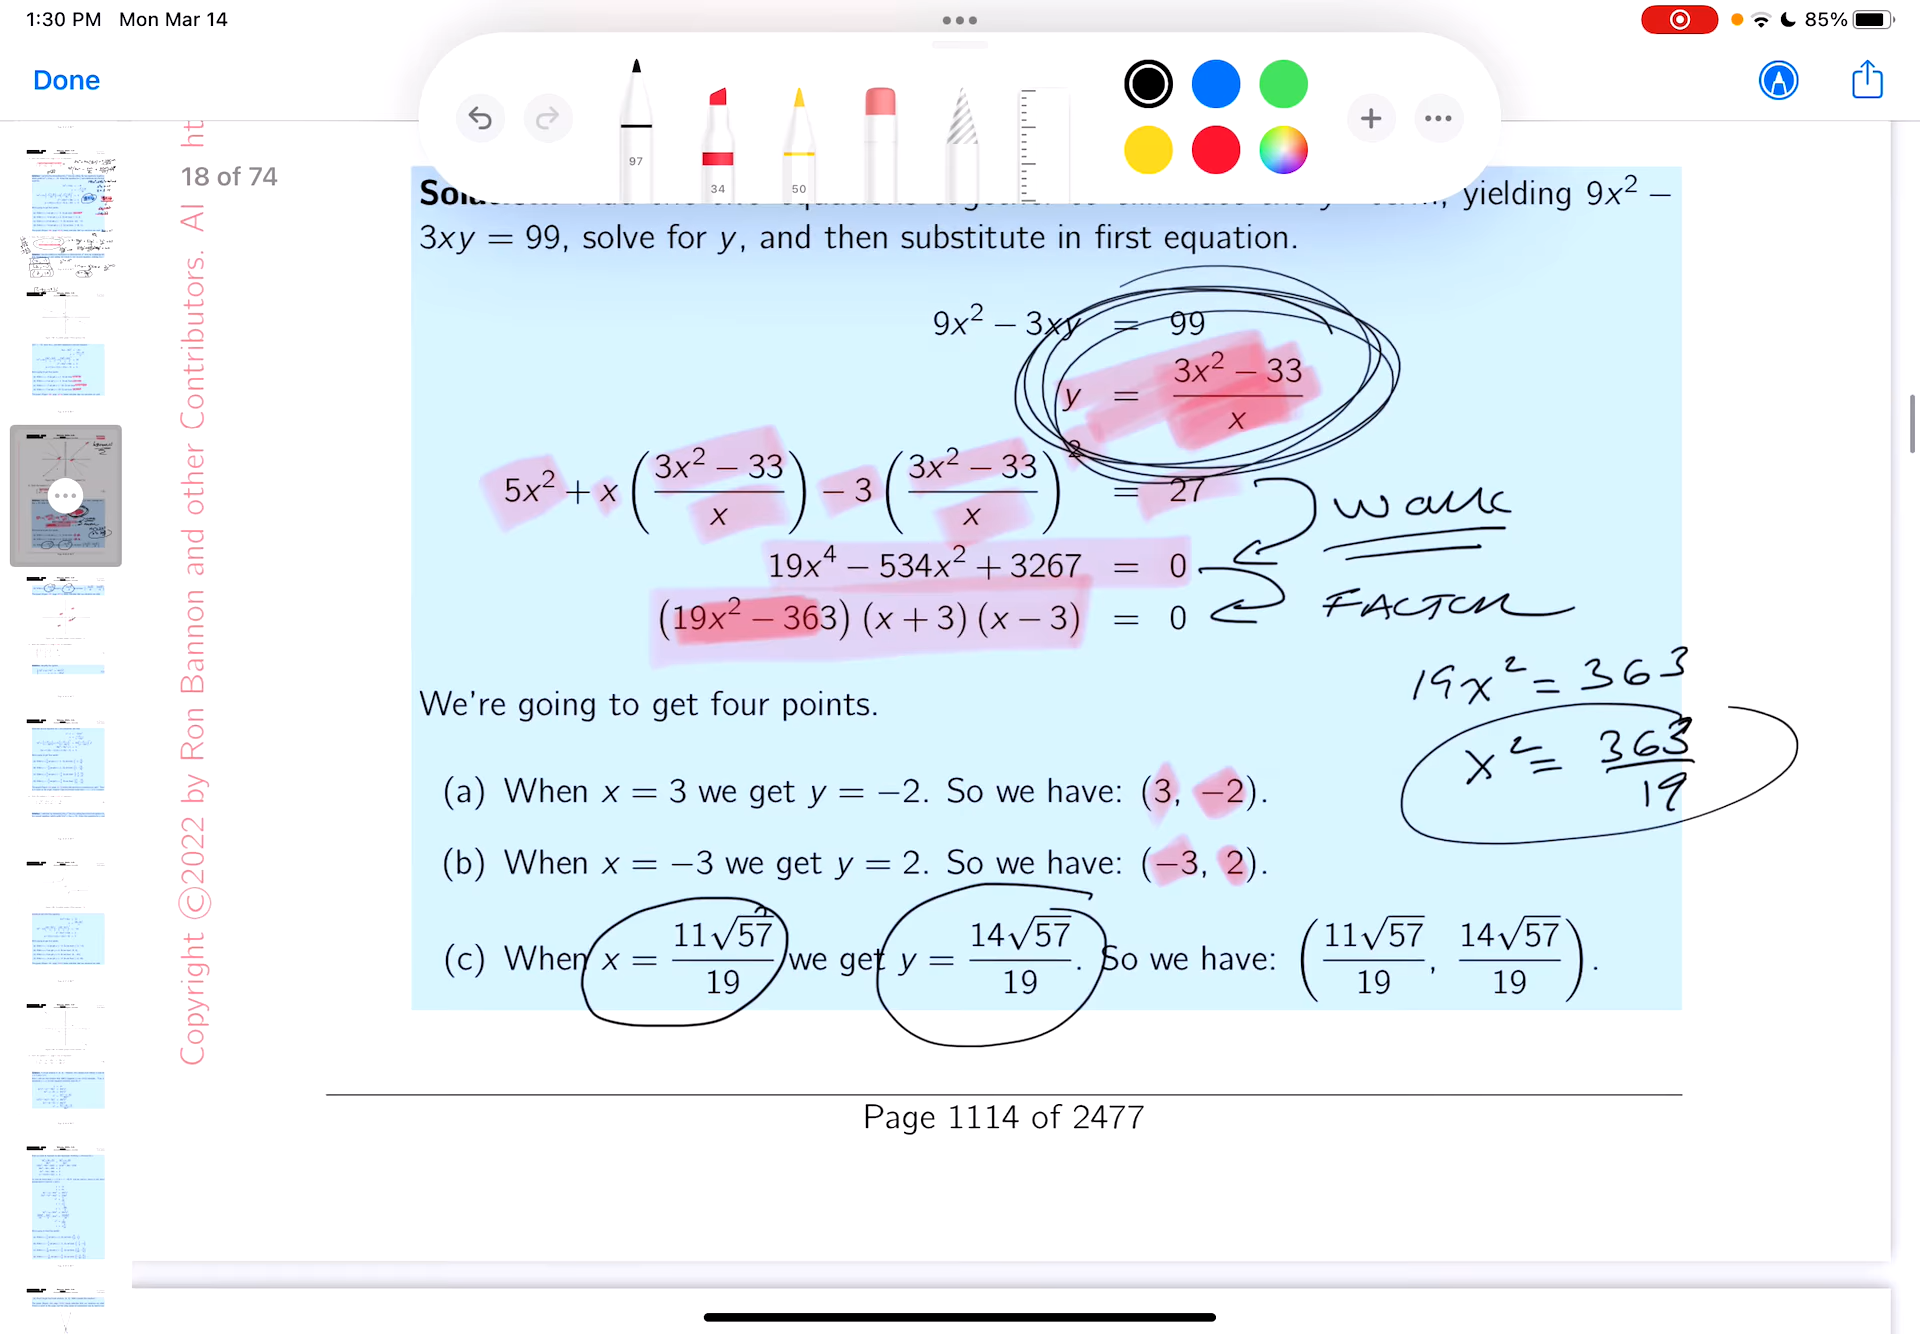 1:30 PM Mon Mar 14
85%
Done
97
34
50
18 of 74
Copyright ©2022 by Ron Bannon and other Contributors. Al
yielding 9x² −
3xy = 99, solve for y, and then substitute in first equation.
9x² − 3xy = 99
y = (3x² − 33)/x
5x² + x ((3x² − 33)/x) − 3 ((3x² − 33)/x)² = 27
WORK
19x⁴ − 534x² + 3267 = 0
(19x² − 363) (x + 3) (x − 3) = 0
FACTOR
19x² = 363
We're going to get four points.
x² = 363/19
(a) When x = 3 we get y = −2. So we have: (3, −2).
(b) When x = −3 we get y = 2. So we have: (−3, 2).
(c) When x = 11√57/19 we get y = 14√57/19. So we have: (11√57/19, 14√57/19).
Page 1114 of 2477